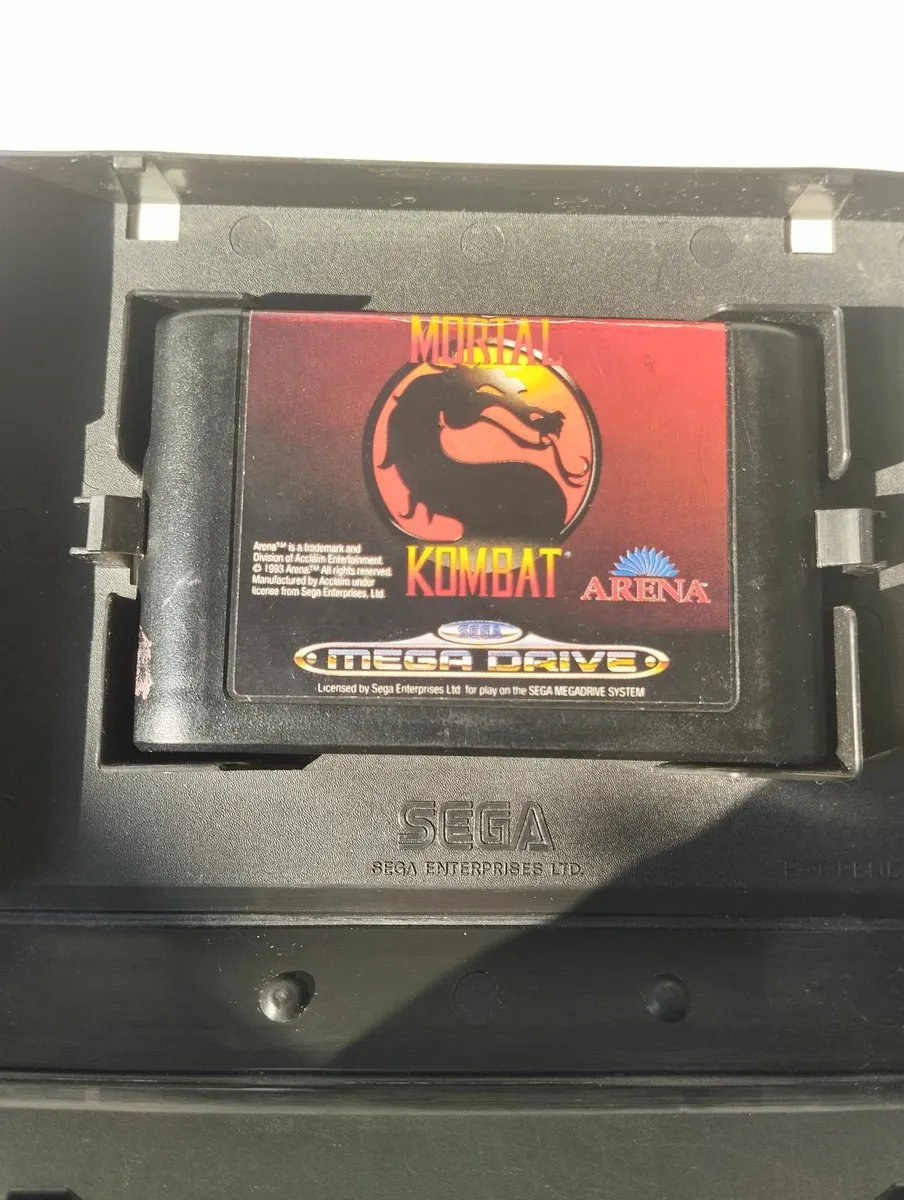 MORTAL
KOMBAT®
Arena™ is a trademark and
Division of Acclaim Entertainment.
© 1993 Arena™ All rights reserved.
Manufactured by Acclaim under
license from Sega Enterprises, Ltd.
ARENA™
SEGA
MEGA DRIVE
Licensed by Sega Enterprises Ltd for play on the SEGA MEGADRIVE SYSTEM
SEGA
SEGA ENTERPRISES LTD.